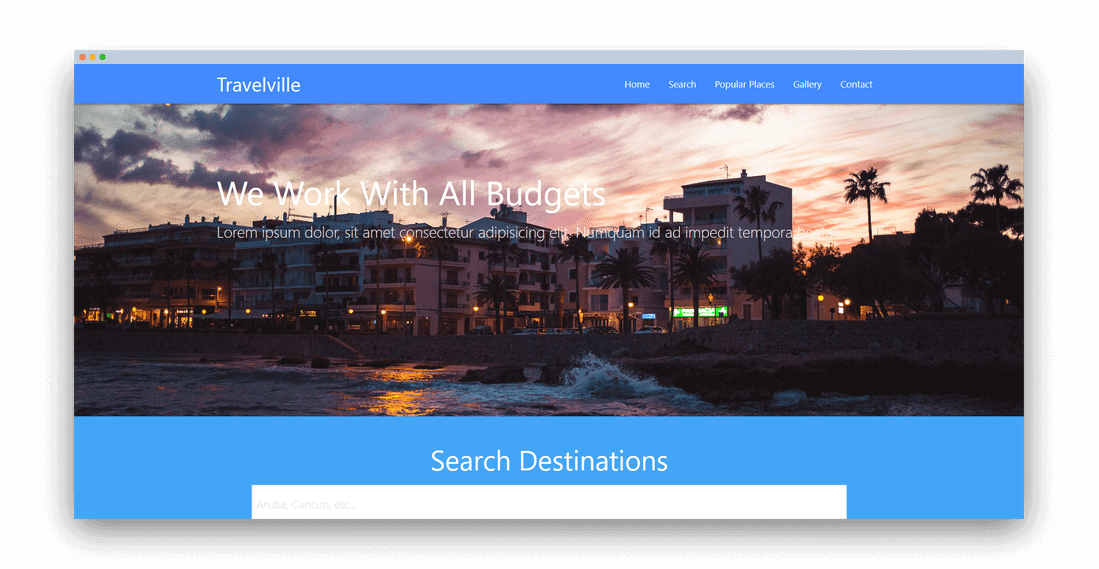 Travelville
Home Search Popular Places Gallery Contact
We Work With All Budgets
Lorem ipsum dolor, sit amet consectetur adipisicing elit. Numquam id ad impedit tempora
Search Destinations
Aruba, Cancun, etc...